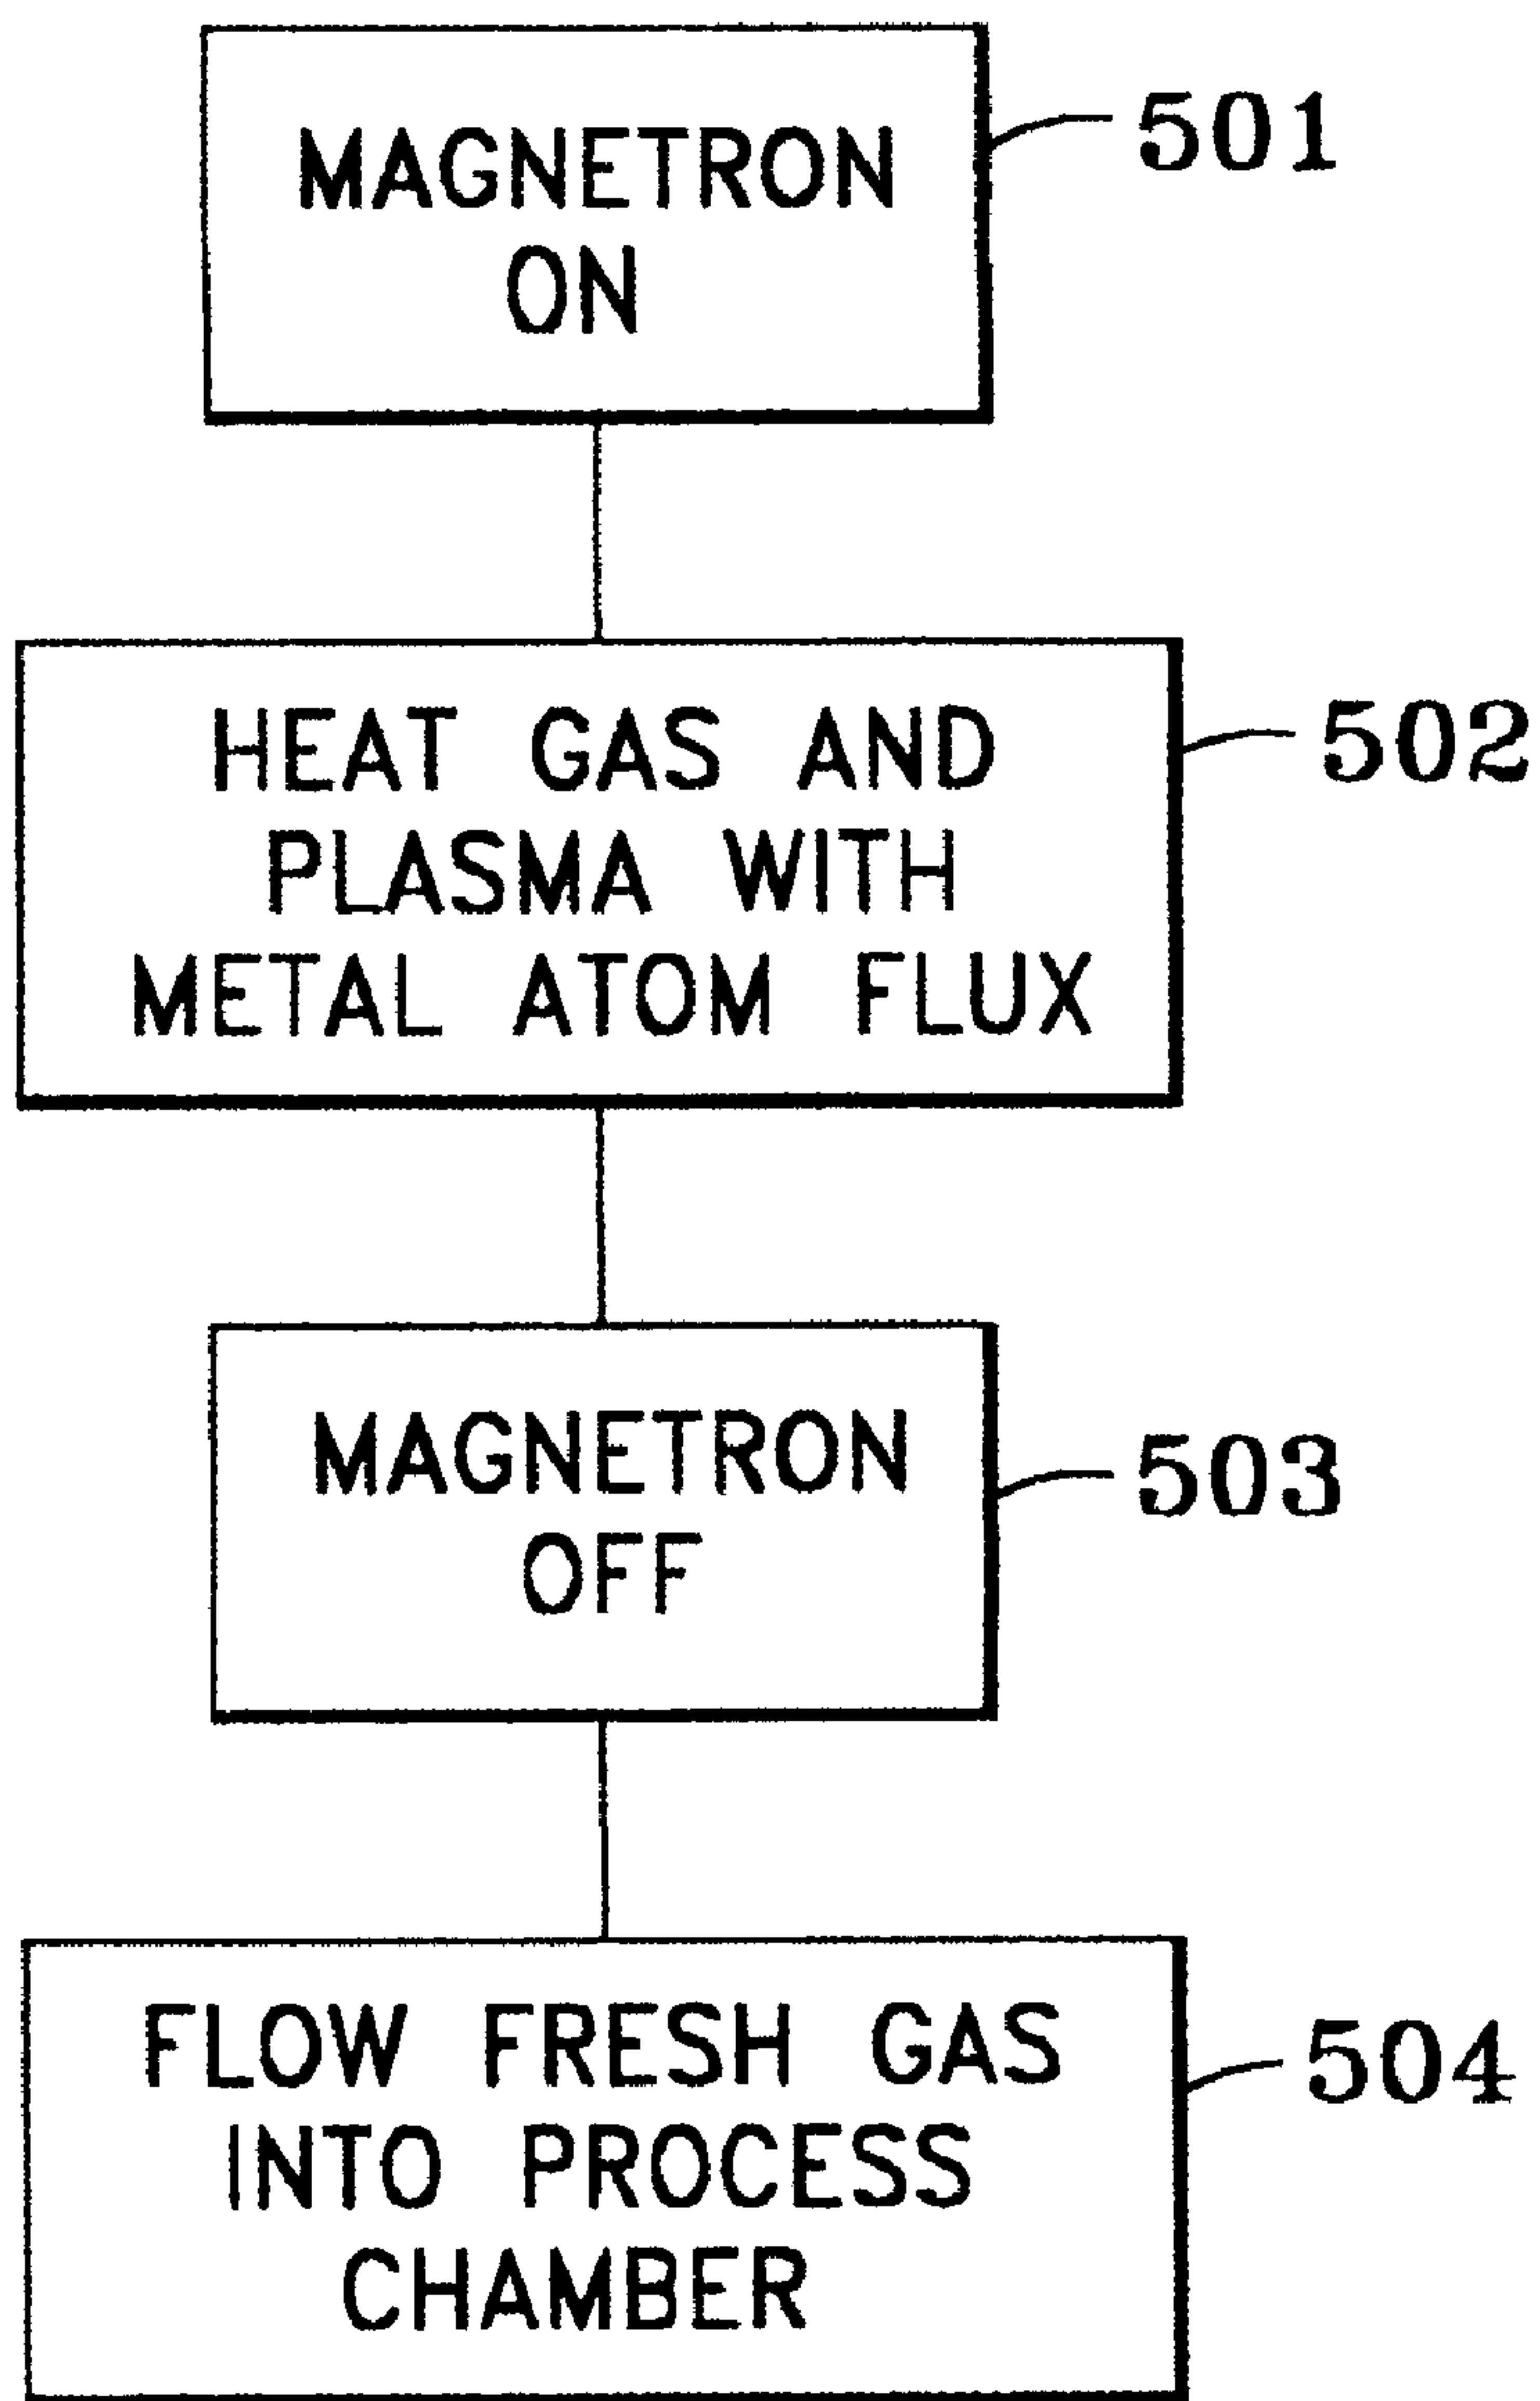 MAGNETRON
ON
501
HEAT GAS AND
PLASMA WITH
METAL ATOM FLUX
502
MAGNETRON
OFF
503
FLOW FRESH GAS
INTO PROCESS
CHAMBER
504